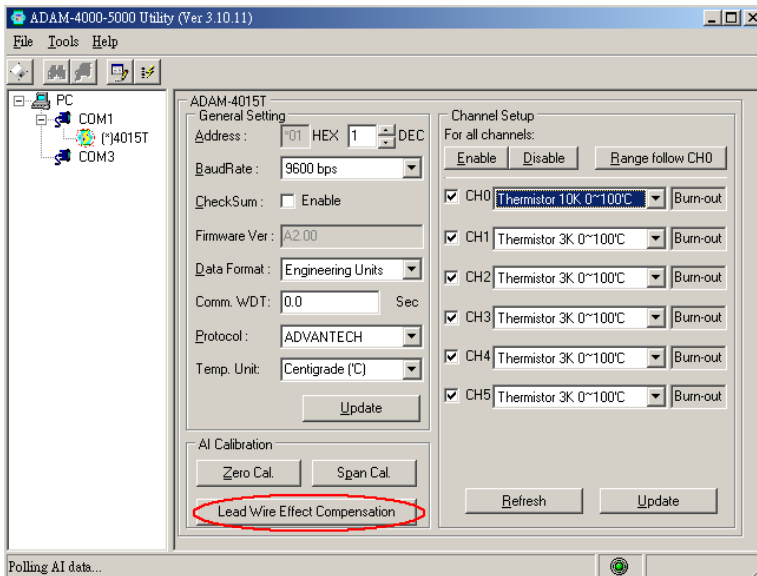 ADAM-4000-5000 Utility (Ver 3.10.11)
File Tools Help
PC
COM1
(*)4015T
COM3
ADAM-4015T
General Setting
Address : *01 HEX 1 DEC
BaudRate : 9600 bps
CheckSum : Enable
Firmware Ver : A2.00
Data Format : Engineering Units
Comm. WDT: 0.0 Sec
Protocol : ADVANTECH
Temp. Unit: Centigrade ('C)
Update
AI Calibration
Zero Cal. Span Cal.
Lead Wire Effect Compensation
Channel Setup
For all channels:
Enable Disable Range follow CH0
CH0 Thermistor 10K 0~100'C Burn-out
CH1 Thermistor 3K 0~100'C Burn-out
CH2 Thermistor 3K 0~100'C Burn-out
CH3 Thermistor 3K 0~100'C Burn-out
CH4 Thermistor 3K 0~100'C Burn-out
CH5 Thermistor 3K 0~100'C Burn-out
Refresh Update
Polling AI data...